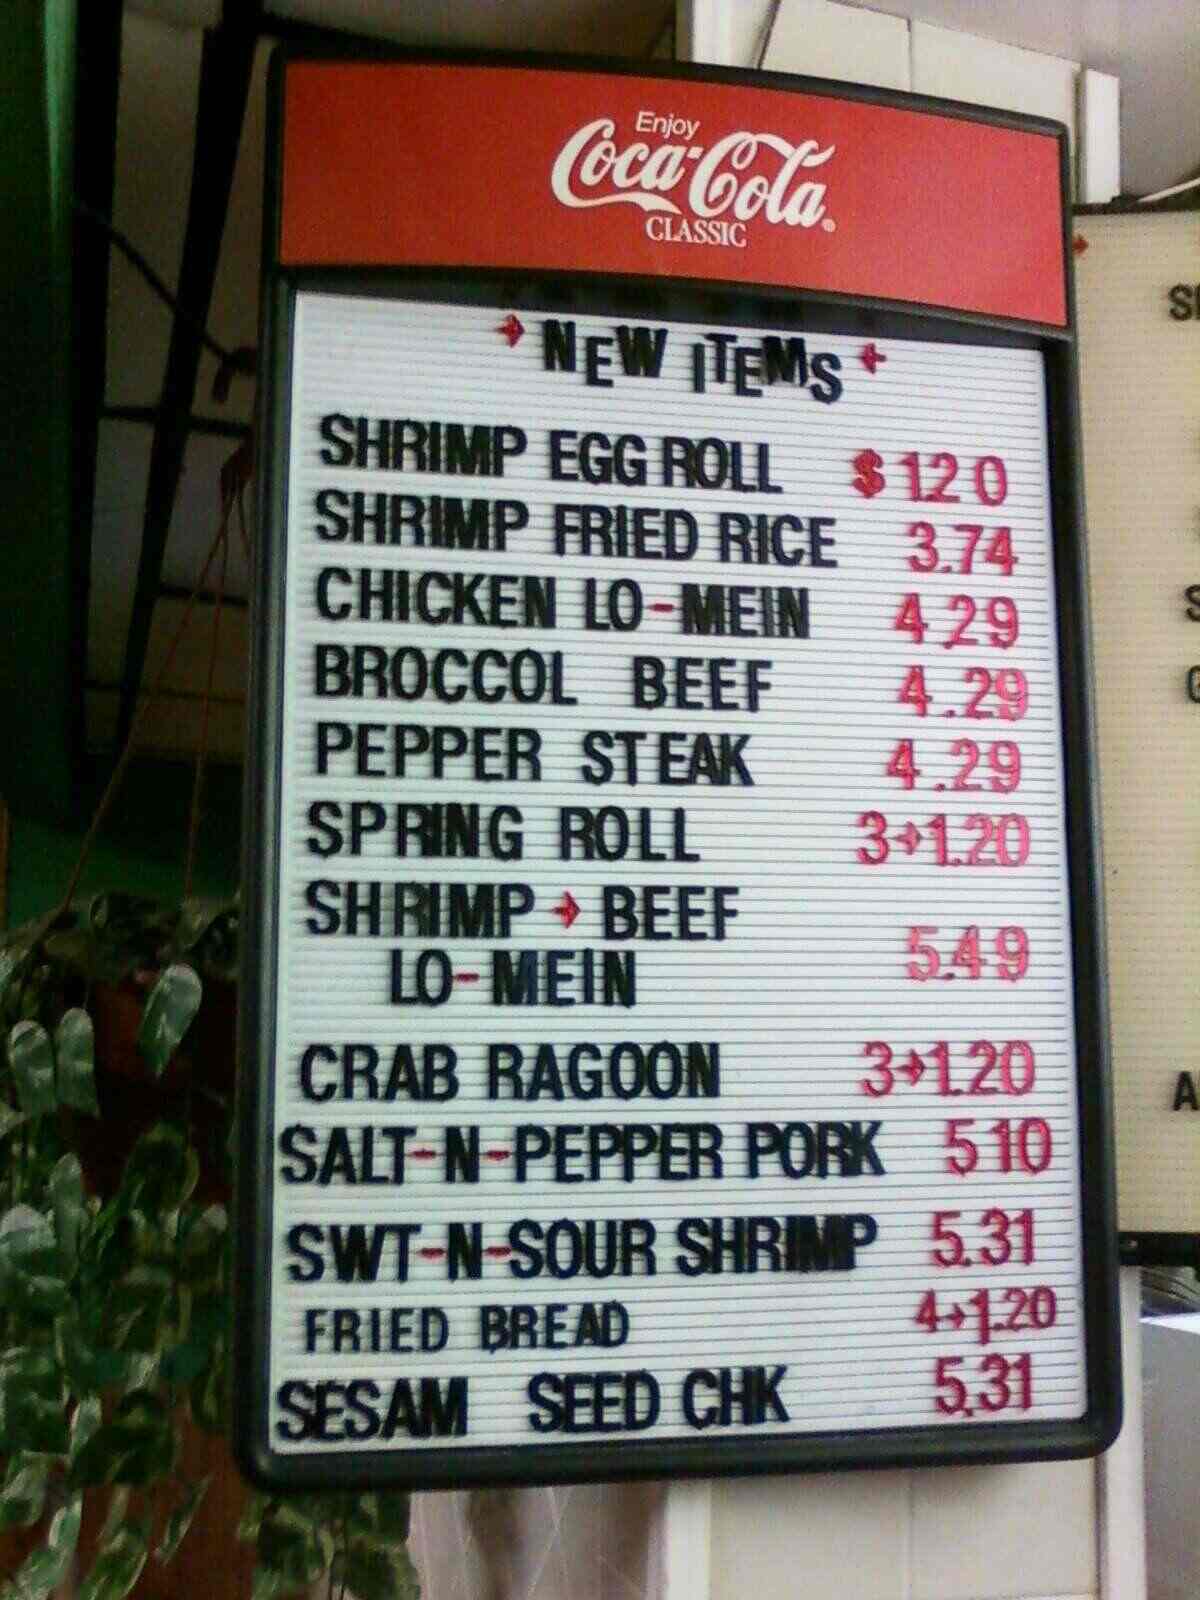 Enjoy
Coca-Cola®
CLASSIC
→ NEW ITEMS ←
SHRIMP EGG ROLL $120
SHRIMP FRIED RICE 3.74
CHICKEN LO-MEIN 4 29
BROCCOL BEEF 4.29
PEPPER STEAK 4.29
SPRING ROLL 3→1.20
SHRIMP → BEEF
LO-MEIN 5.49
CRAB RAGOON 3→1.20
SALT-N-PEPPER PORK 5 10
SWT-N-SOUR SHRIMP 5.31
FRIED BREAD 4→1.20
SESAM SEED CHK 5.31